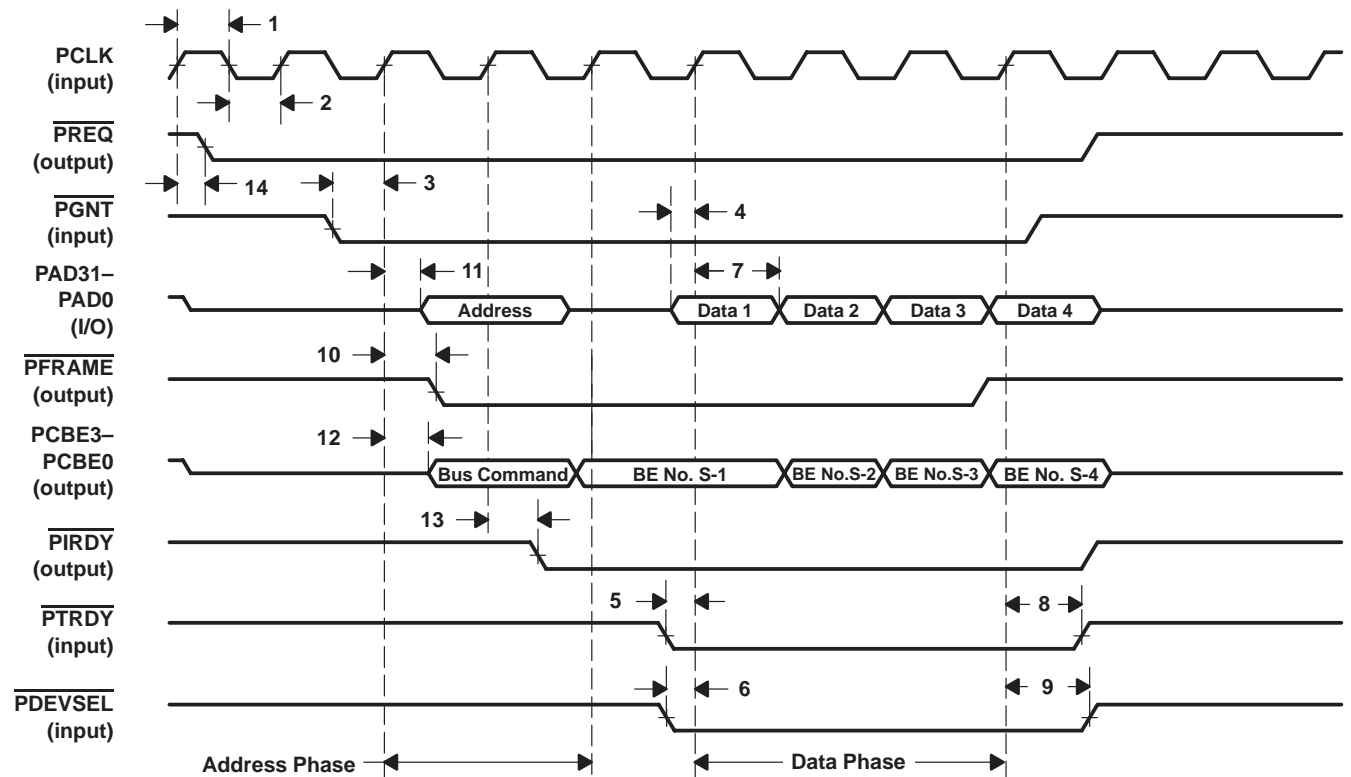 1
PCLK
(input)
2
PREQ
(output)
14
3
PGNT
(input)
4
PAD31–
PAD0
(I/O)
11
7
Address
Data 1
Data 2
Data 3
Data 4
10
PFRAME
(output)
PCBE3–
PCBE0
(output)
12
Bus Command
BE No. S-1
BE No.S-2
BE No.S-3
BE No. S-4
13
PIRDY
(output)
5
8
PTRDY
(input)
6
9
PDEVSEL
(input)
Address Phase
Data Phase